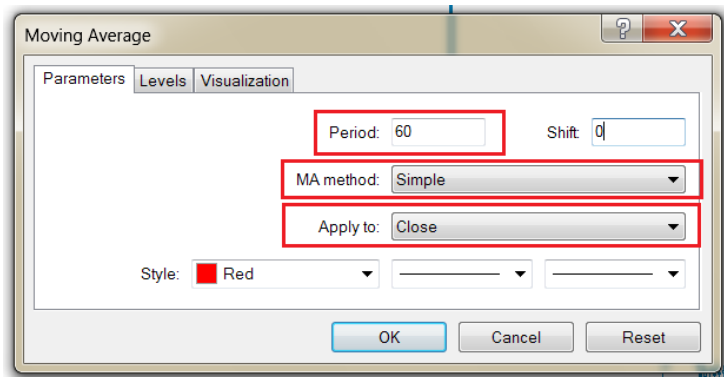 Moving Average
Parameters Levels Visualization
Period: 60 Shift: 0
MA method: Simple
Apply to: Close
Style: Red
OK Cancel Reset